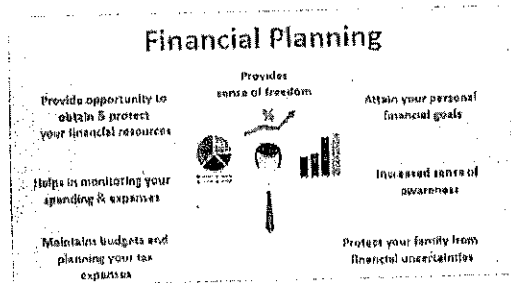 Financial Planning
Provides
sense of freedom
Provide opportunity to
obtain & protect
your financial resources
%
Attain your personal
financial goals
Helps in monitoring your
spending & expenses
Increased sense of
awareness
Maintains budgets and
planning your tax
expenses
Protect your family from
financial uncertainties